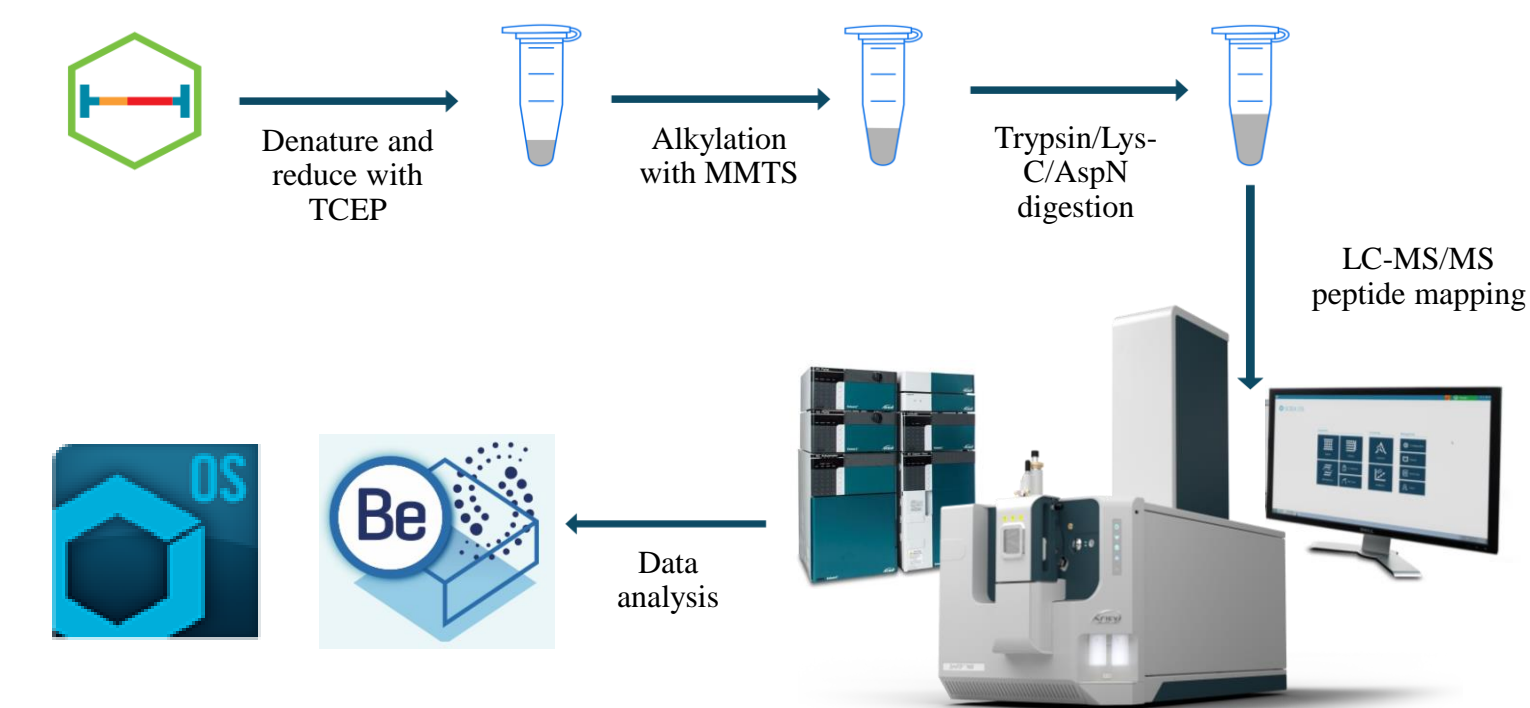 Denature and
reduce with
TCEP
Alkylation
with MMTS
Trypsin/Lys-
C/AspN
digestion
LC-MS/MS
peptide mapping
OS
Be
Data
analysis